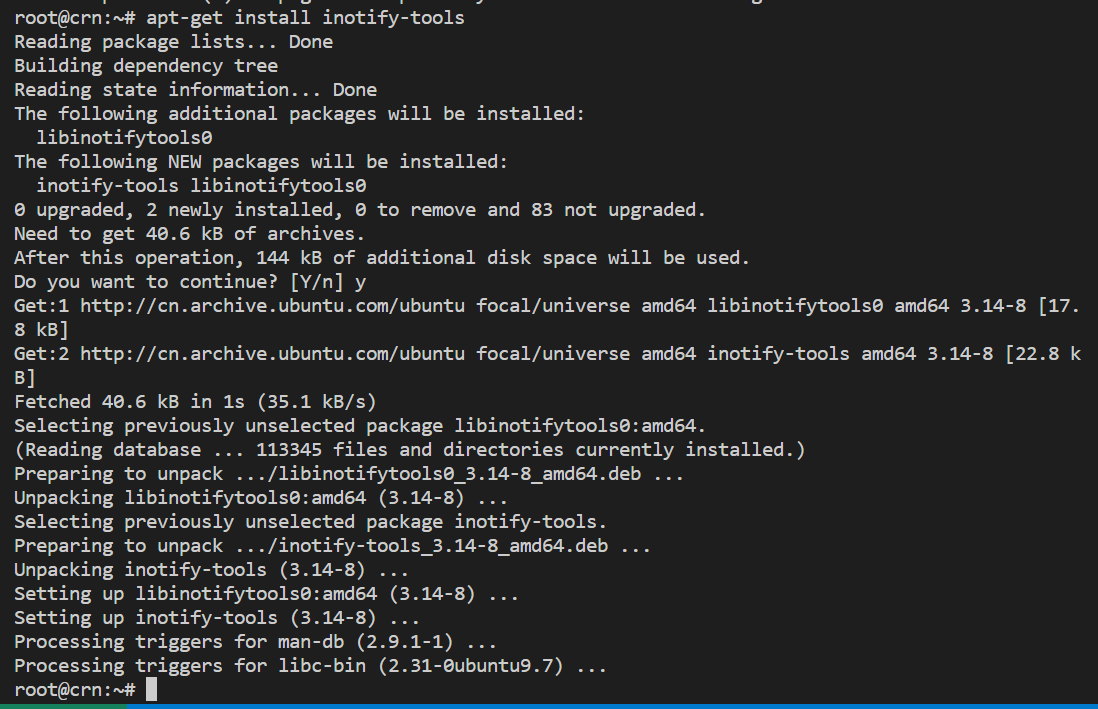 root@crn:~# apt-get install inotify-tools
Reading package lists... Done
Building dependency tree
Reading state information... Done
The following additional packages will be installed:
  libinotifytools0
The following NEW packages will be installed:
  inotify-tools libinotifytools0
0 upgraded, 2 newly installed, 0 to remove and 83 not upgraded.
Need to get 40.6 kB of archives.
After this operation, 144 kB of additional disk space will be used.
Do you want to continue? [Y/n] y
Get:1 http://cn.archive.ubuntu.com/ubuntu focal/universe amd64 libinotifytools0 amd64 3.14-8 [17.
8 kB]
Get:2 http://cn.archive.ubuntu.com/ubuntu focal/universe amd64 inotify-tools amd64 3.14-8 [22.8 k
B]
Fetched 40.6 kB in 1s (35.1 kB/s)
Selecting previously unselected package libinotifytools0:amd64.
(Reading database ... 113345 files and directories currently installed.)
Preparing to unpack .../libinotifytools0_3.14-8_amd64.deb ...
Unpacking libinotifytools0:amd64 (3.14-8) ...
Selecting previously unselected package inotify-tools.
Preparing to unpack .../inotify-tools_3.14-8_amd64.deb ...
Unpacking inotify-tools (3.14-8) ...
Setting up libinotifytools0:amd64 (3.14-8) ...
Setting up inotify-tools (3.14-8) ...
Processing triggers for man-db (2.9.1-1) ...
Processing triggers for libc-bin (2.31-0ubuntu9.7) ...
root@crn:~#